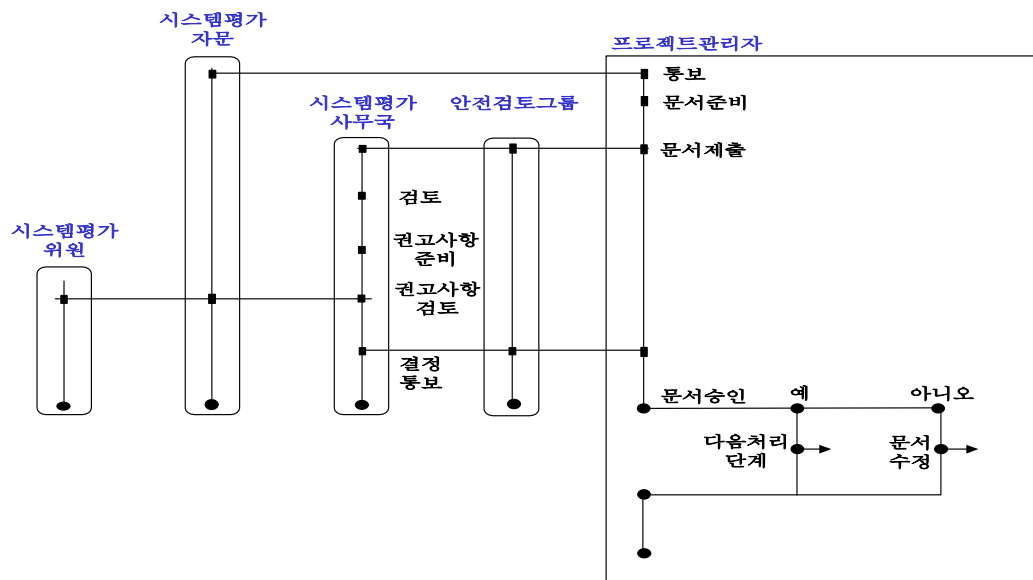 시스템평가
자문
프로젝트관리자
통보
문서준비
시스템평가
사무국
안전검토그룹
문서제출
검토
시스템평가
위원
권고사항
준비
권고사항
검토
결정
통보
문서승인
예
아니오
다음처리
단계
문서
수정